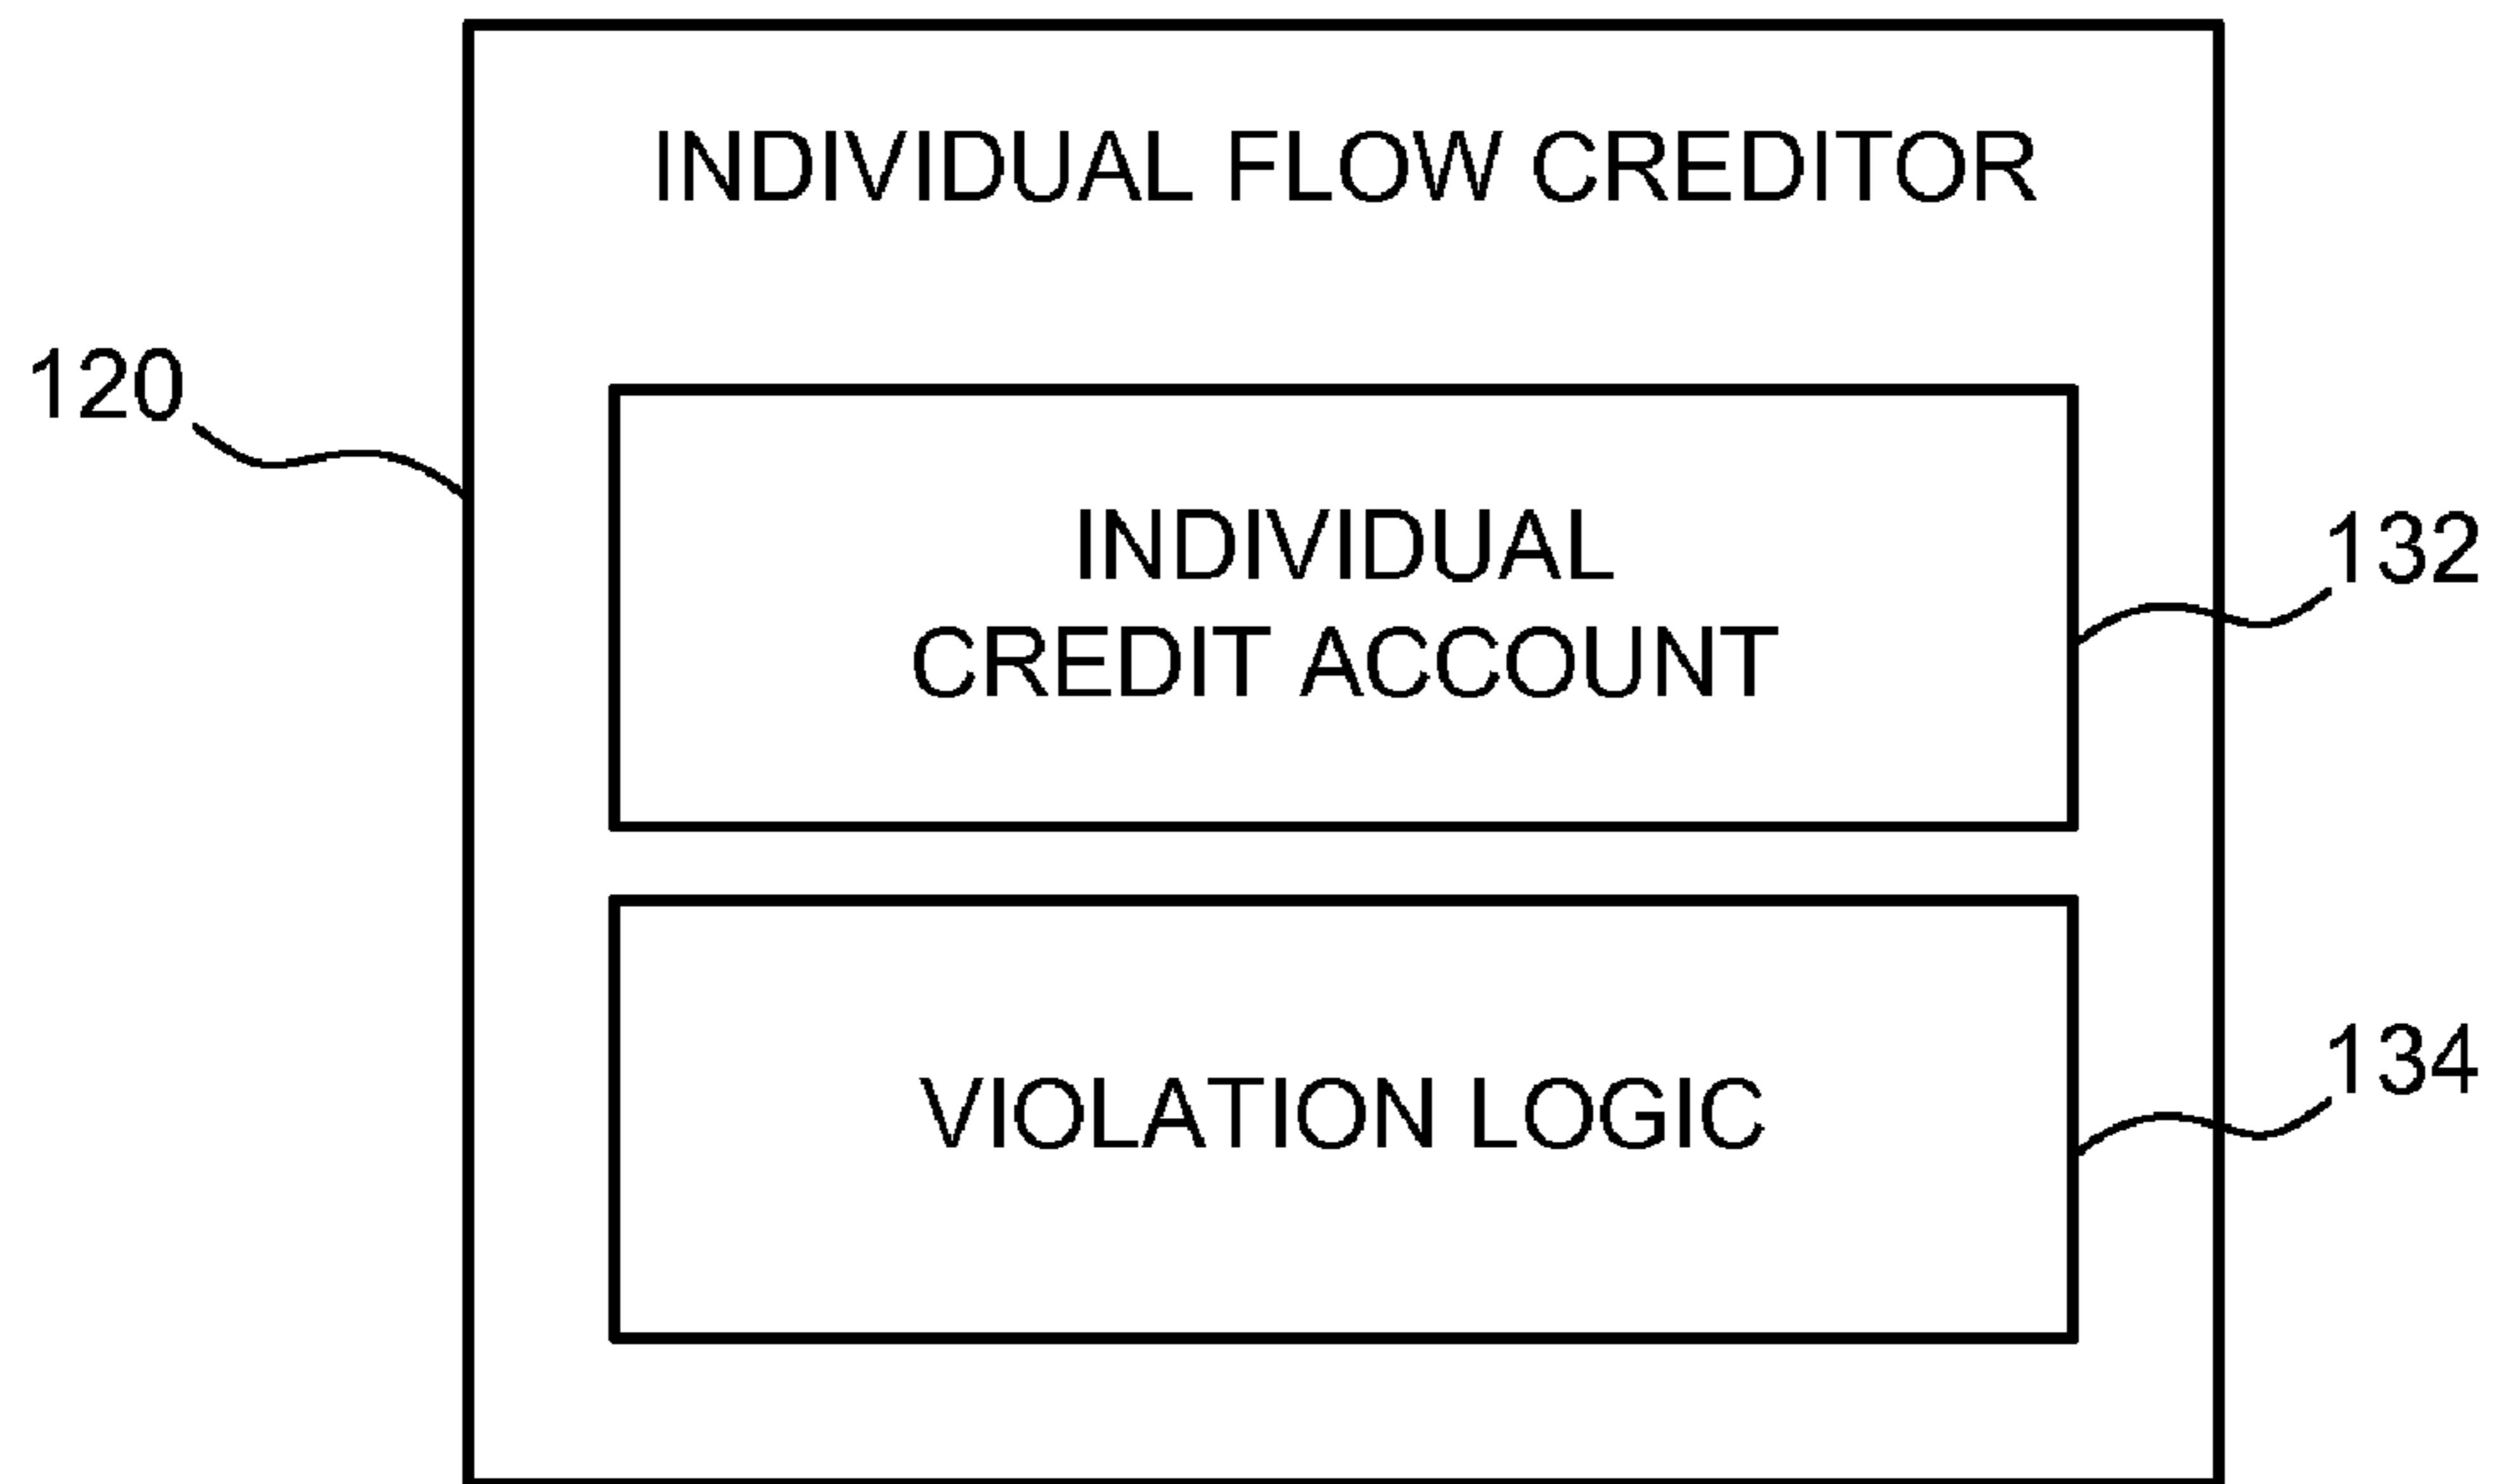 INDIVIDUAL FLOW CREDITOR
120
INDIVIDUAL
CREDIT ACCOUNT
132
VIOLATION LOGIC
134